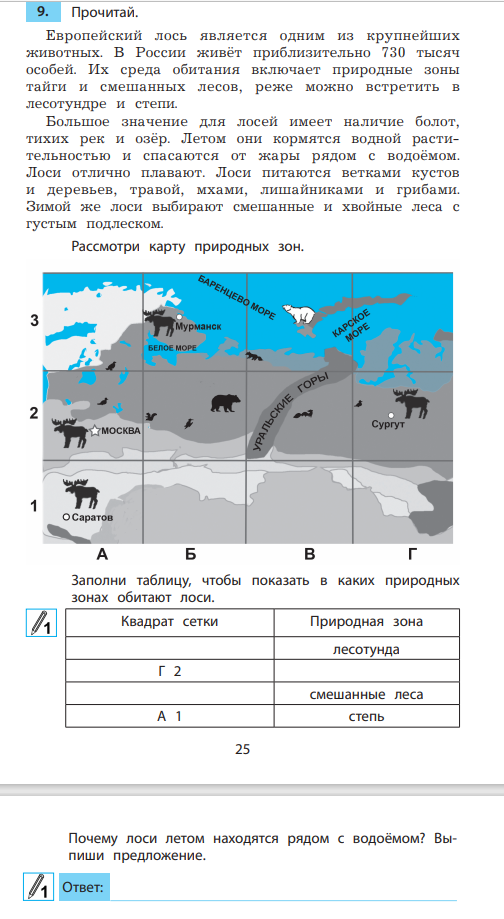 9. Прочитай.
Европейский лось является одним из крупнейших
животных. В России живёт приблизительно 730 тысяч
особей. Их среда обитания включает природные зоны
тайги и смешанных лесов, реже можно встретить в
лесотундре и степи.
Большое значение для лосей имеет наличие болот,
тихих рек и озёр. Летом они кормятся водной расти-
тельностью и спасаются от жары рядом с водоёмом.
Лоси отлично плавают. Лоси питаются ветками кустов
и деревьев, травой, мхами, лишайниками и грибами.
Зимой же лоси выбирают смешанные и хвойные леса с
густым подлеском.
Рассмотри карту природных зон.
БАРЕНЦЕВО МОРЕ
3
Мурманск
КАРСКОЕ
МОРЕ
БЕЛОЕ МОРЕ
УРАЛЬСКИЕ ГОРЫ
2
Сургут
МОСКВА
1
Саратов
А Б В Г
Заполни таблицу, чтобы показать в каких природных
зонах обитают лоси.
1
Квадрат сетки Природная зона
лесотунда
Г 2
смешанные леса
А 1 степь
25
Почему лоси летом находятся рядом с водоёмом? Вы-
пиши предложение.
1 Ответ: